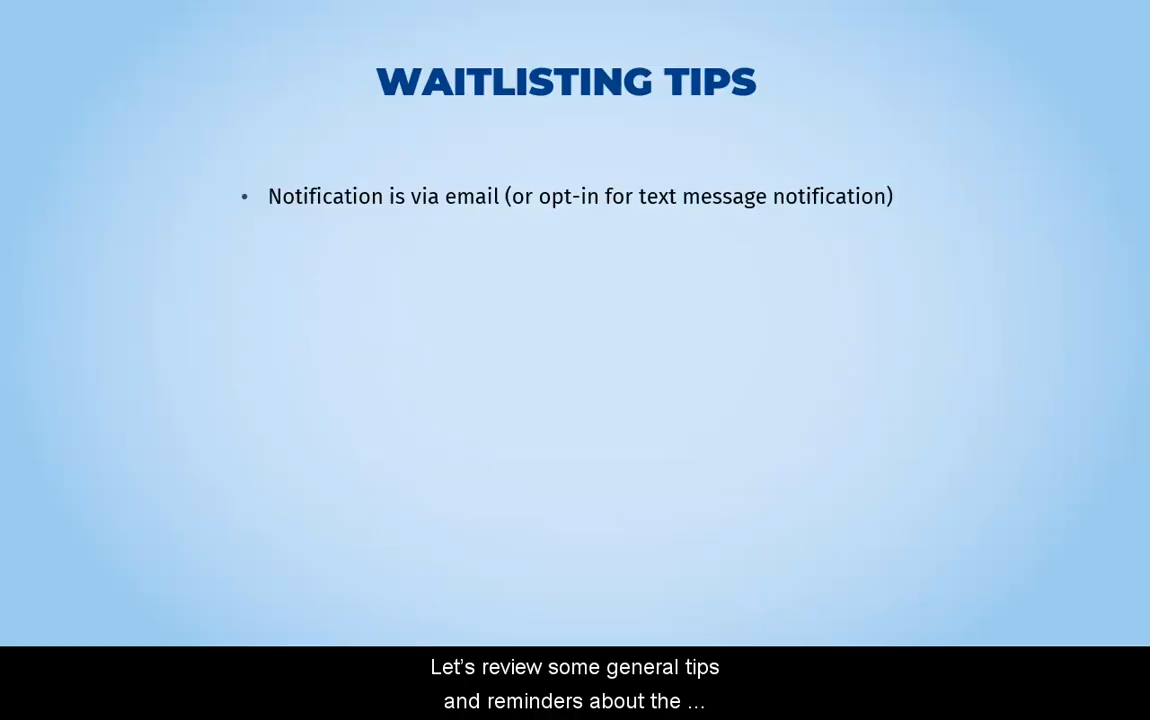 WAITLISTING TIPS
• Notification is via email (or opt-in for text message notification)
Let's review some general tips
and reminders about the ...